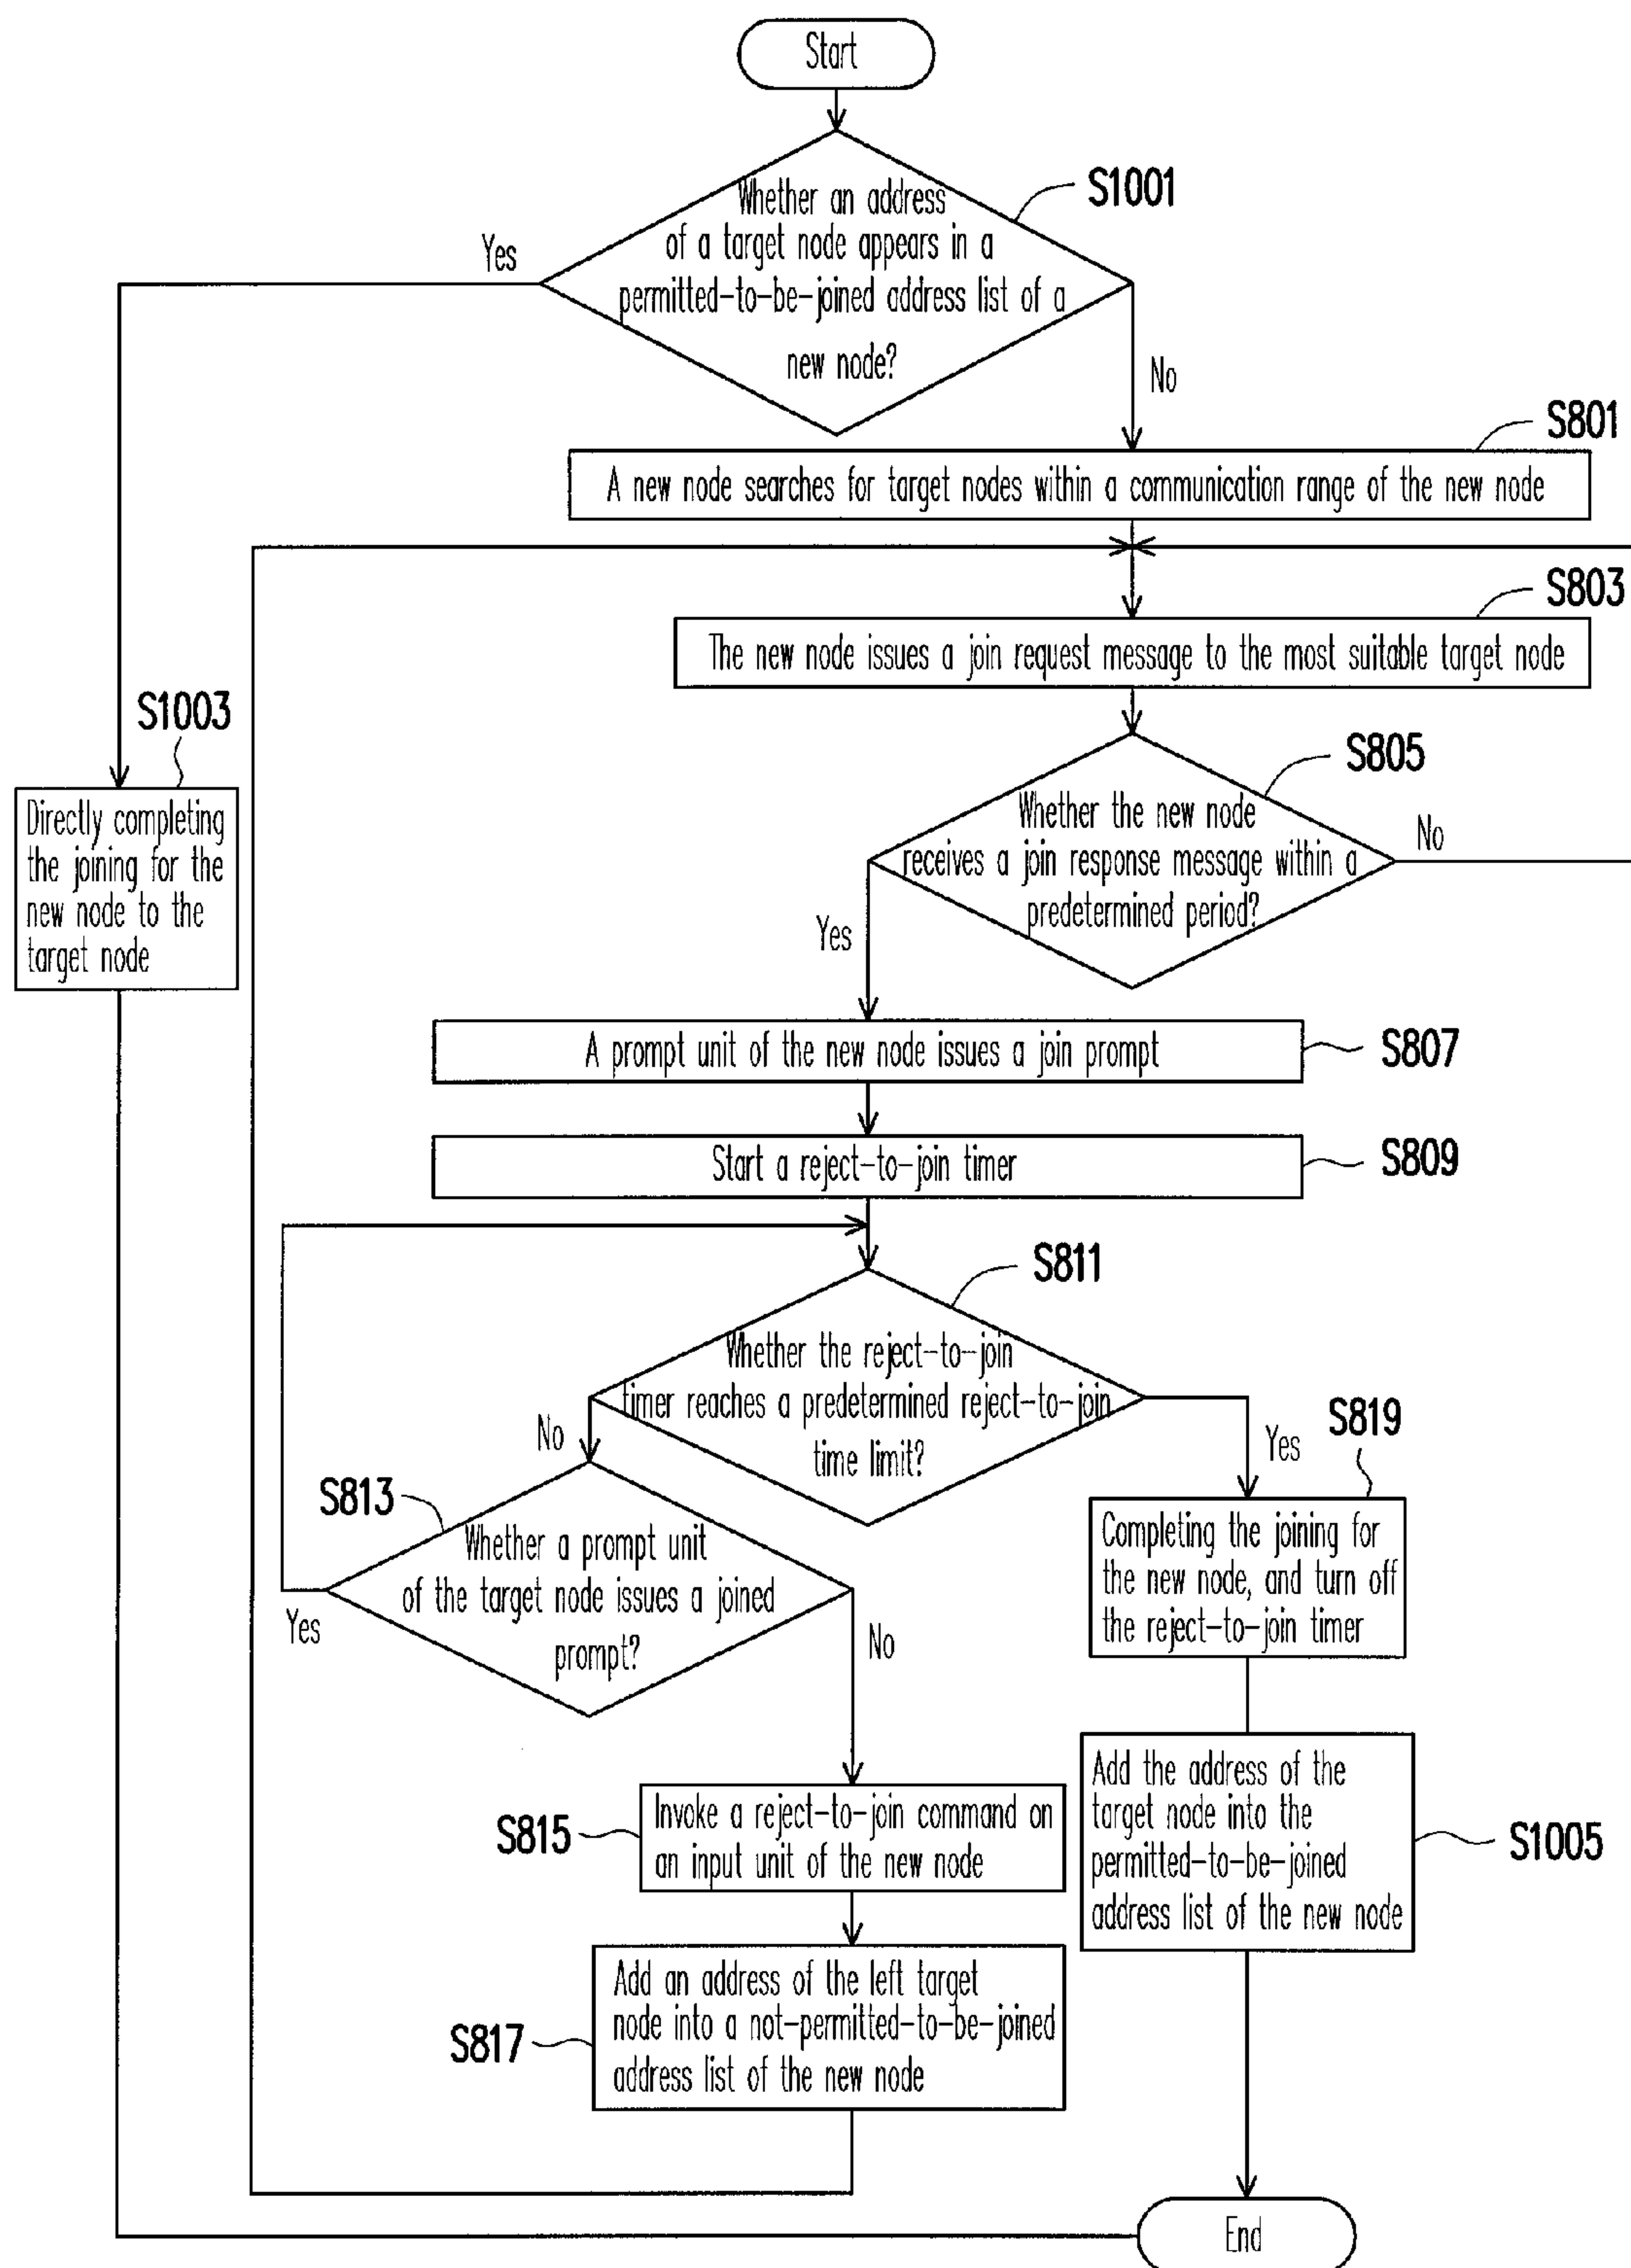 Start
Whether an address
of a target node appears in a
permitted-to-be-joined address list of a
new node?
S1001
Yes
No
S801
A new node searches for target nodes within a communication range of the new node
S803
The new node issues a join request message to the most suitable target node
S1003
Directly completing
the joining for the
new node to the
target node
S805
Whether the new node
receives a join response message within a
predetermined period?
No
Yes
A prompt unit of the new node issues a join prompt
S807
Start a reject-to-join timer
S809
S811
Whether the reject-to-join
timer reaches a predetermined reject-to-join
time limit?
No
Yes
S819
Completing the joining for
the new node, and turn off
the reject-to-join timer
S813
Whether a prompt unit
of the target node issues a joined
prompt?
Yes
No
S815
Invoke a reject-to-join command on
an input unit of the new node
Add the address of the
target node into the
permitted-to-be-joined
address list of the new node
S1005
S817
Add an address of the left target
node into a not-permitted-to-be-joined
address list of the new node
End